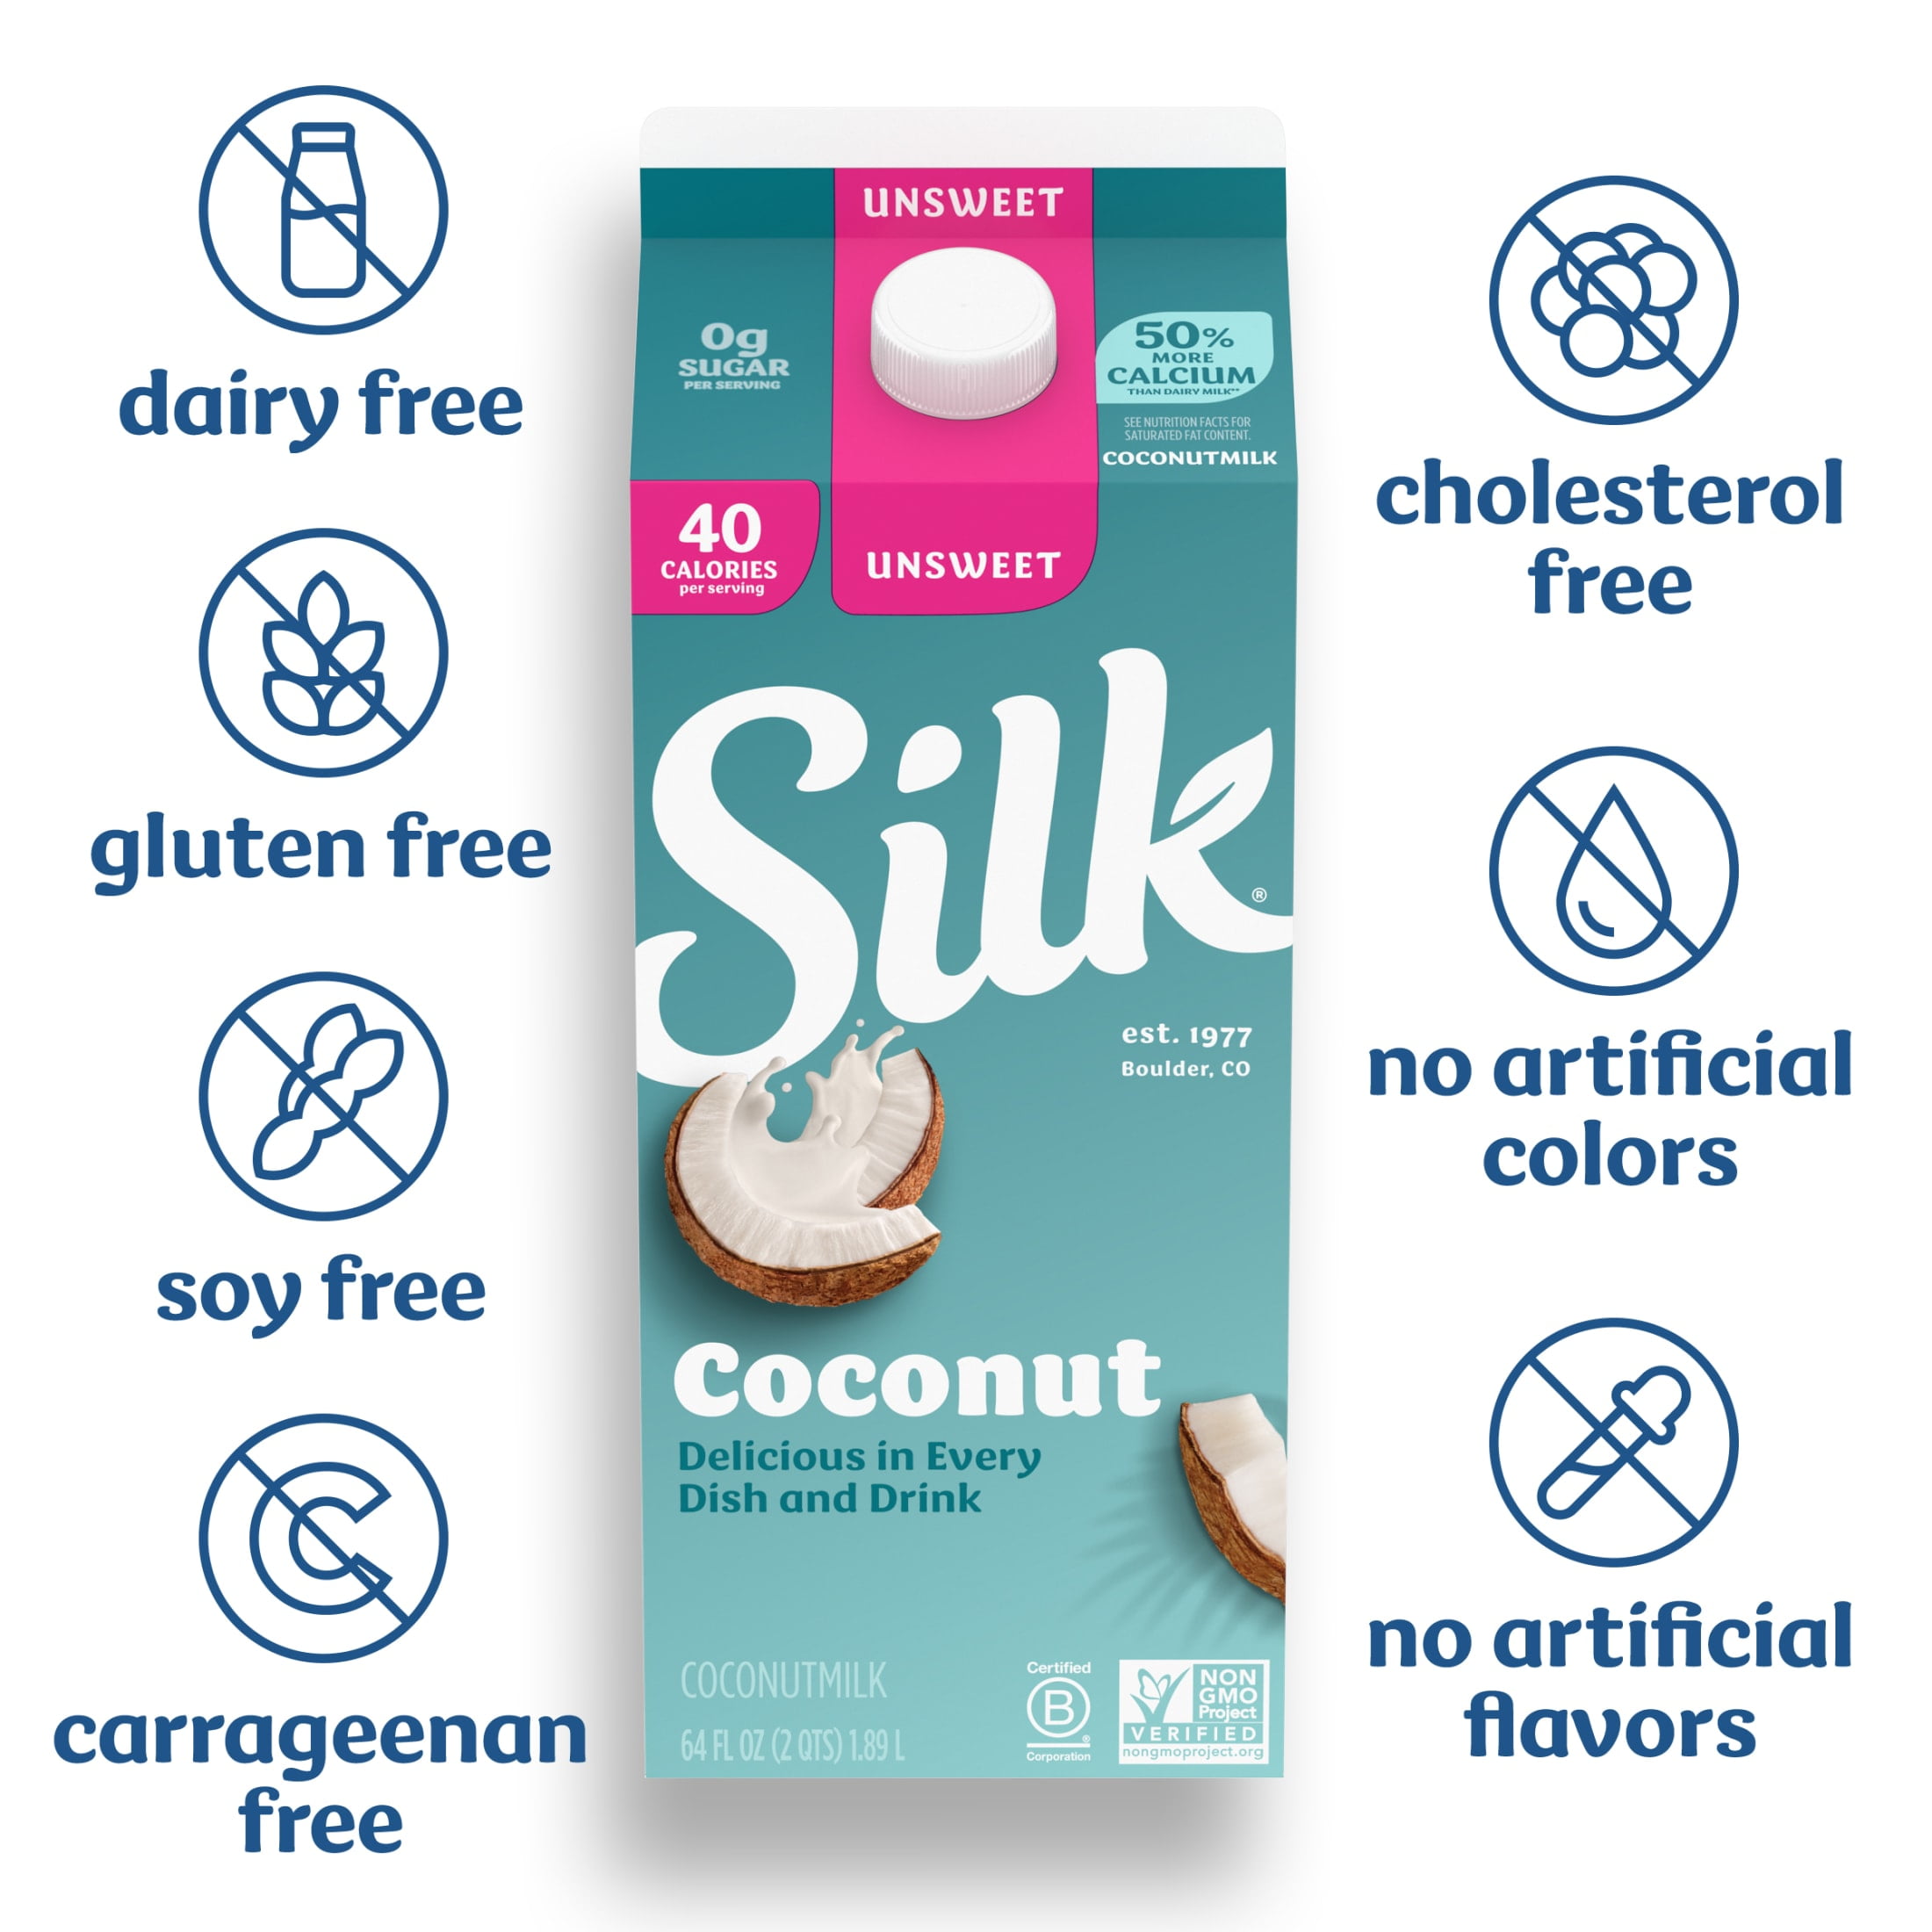 dairy free
gluten free
soy free
carrageenan
free
UNSWEET
0g
SUGAR
PER SERVING
50%
MORE
CALCIUM
THAN DAIRY MILK**
SEE NUTRITION FACTS FOR
SATURATED FAT CONTENT.
COCONUTMILK
40
CALORIES
per serving
UNSWEET
Silk®
est. 1977
Boulder, CO
Coconut
Delicious in Every
Dish and Drink
COCONUTMILK
64 FL OZ (2 QTS) 1.89 L
Certified
B®
Corporation
NON
GMO
Project
VERIFIED
nongmoproject.org
cholesterol
free
no artificial
colors
no artificial
flavors